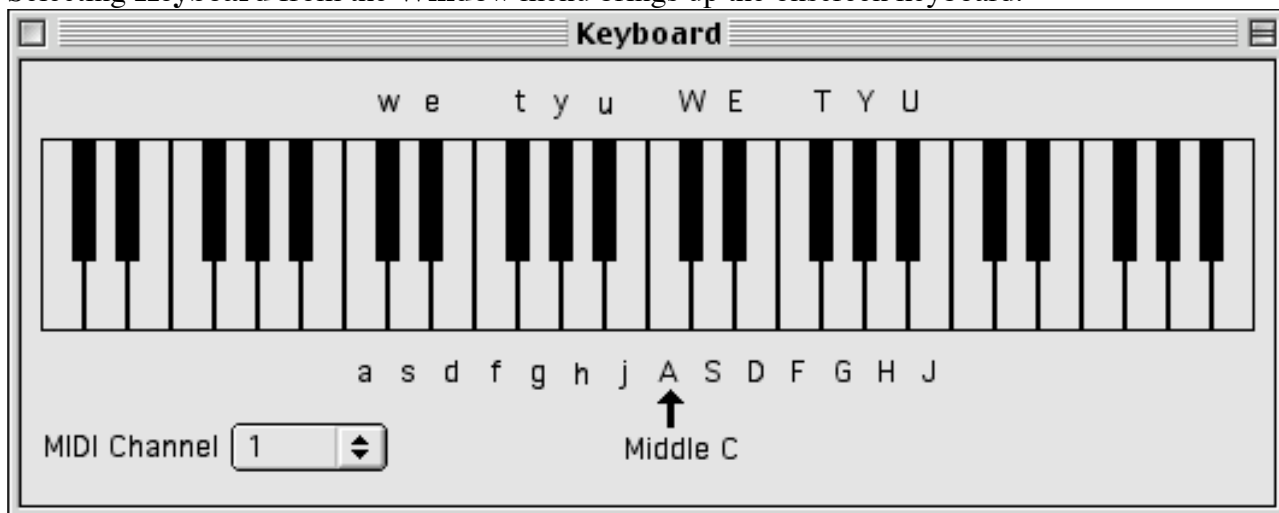 Selecting Keyboard from the Window menu brings up the onscreen keyboard.
Keyboard
w e t y u W E T Y U
a s d f g h j A S D F G H J
MIDI Channel 1
Middle C